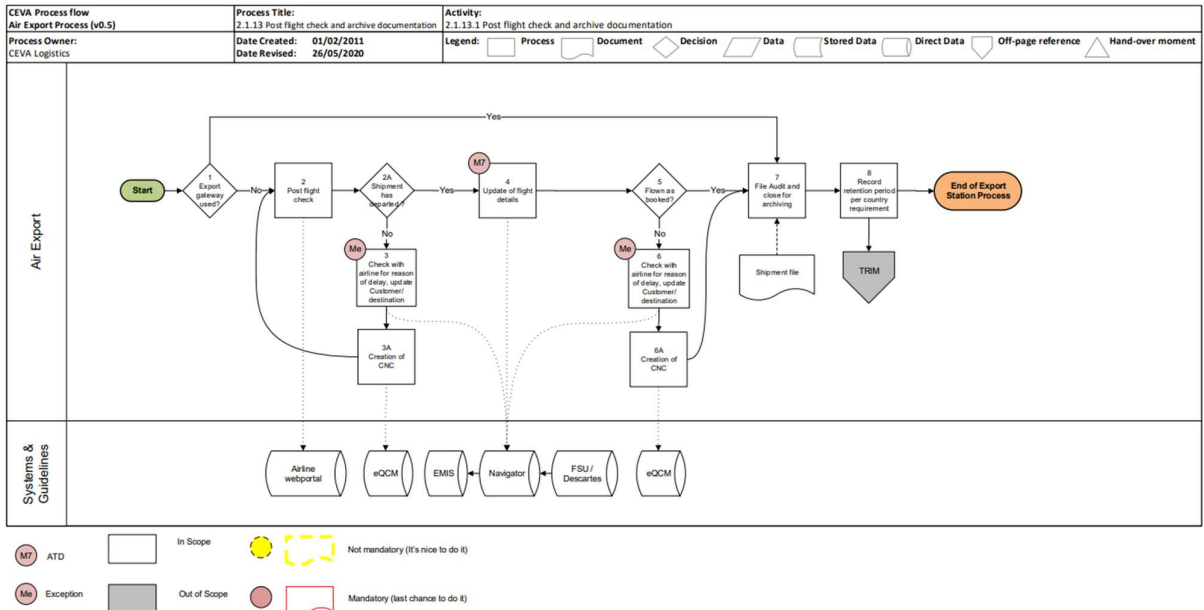 CEVA Process flow
Air Export Process (v0.5)
Process Title:
2.1.13 Post flight check and archive documentation
Activity:
2.1.13.1 Post flight check and archive documentation
Process Owner:
CEVA Logistics
Date Created: 01/02/2011
Date Revised: 26/05/2020
Legend:
Process
Document
Decision
Data
Stored Data
Direct Data
Off-page reference
Hand-over moment
Air Export
Start
1
Export
gateway
used?
Yes
No
2
Post flight
check
2A
Shipment
has
departed ?
Yes
No
M7
4
Update of flight
details
5
Flown as
booked?
Yes
No
7
File Audit and
close for
archiving
8
Record
retention period
per country
requirement
End of Export
Station Process
Me
3
Check with
airline for reason
of delay, update
Customer/
destination
Me
6
Check with
airline for reason
of delay, update
Customer/
destination
Shipment file
TRIM
3A
Creation of
CNC
6A
Creation of
CNC
Systems &
Guidelines
Airline
webportal
eQCM
EMIS
Navigator
FSU /
Descartes
eQCM
M7
ATD
In Scope
Not mandatory (It's nice to do it)
Me
Exception
Out of Scope
Mandatory (last chance to do it)